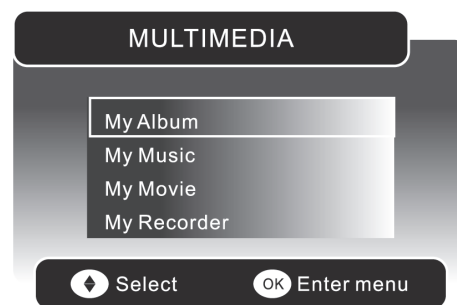 MULTIMEDIA
My Album
My Music
My Movie
My Recorder
Select OK Enter menu